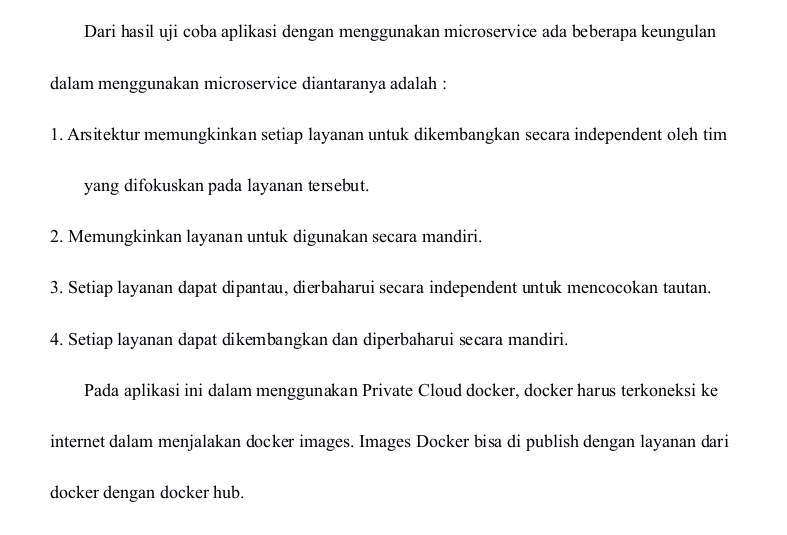 Dari hasil uji coba aplikasi dengan menggunakan microservice ada beberapa keungulan
dalam menggunakan microservice diantaranya adalah :
1. Arsitektur memungkinkan setiap layanan untuk dikembangkan secara independent oleh tim
yang difokuskan pada layanan tersebut.
2. Memungkinkan layanan untuk digunakan secara mandiri.
3. Setiap layanan dapat dipantau, dierbaharui secara independent untuk mencocokan tautan.
4. Setiap layanan dapat dikembangkan dan diperbaharui secara mandiri.
Pada aplikasi ini dalam menggunakan Private Cloud docker, docker harus terkoneksi ke
internet dalam menjalakan docker images. Images Docker bisa di publish dengan layanan dari
docker dengan docker hub.